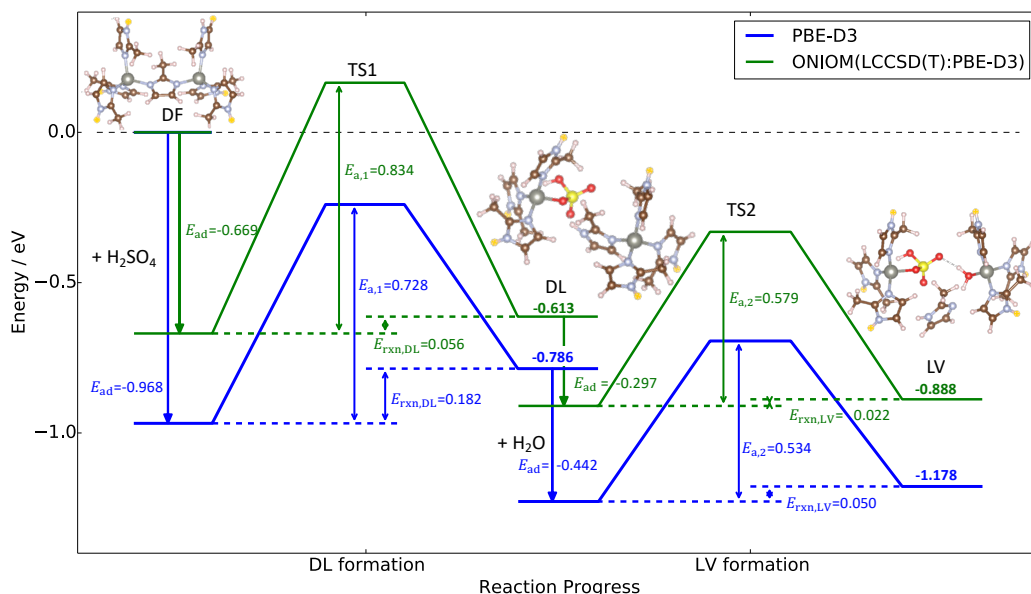 PBE-D3
ONIOM(LCCSD(T):PBE-D3)
TS1
DF
0.0
E_a,1=0.834
E_ad=-0.669
+ H₂SO₄
TS2
Energy / eV
−0.5
E_a,1=0.728
DL
-0.613
E_a,2=0.579
E_rxn,DL=0.056
-0.786
LV
-0.888
E_ad=-0.968
E_ad = -0.297
E_rxn,DL=0.182
E_rxn,LV= 0.022
−1.0
+ H₂O
E_a,2=0.534
E_ad= -0.442
-1.178
E_rxn,LV=0.050
DL formation
LV formation
Reaction Progress